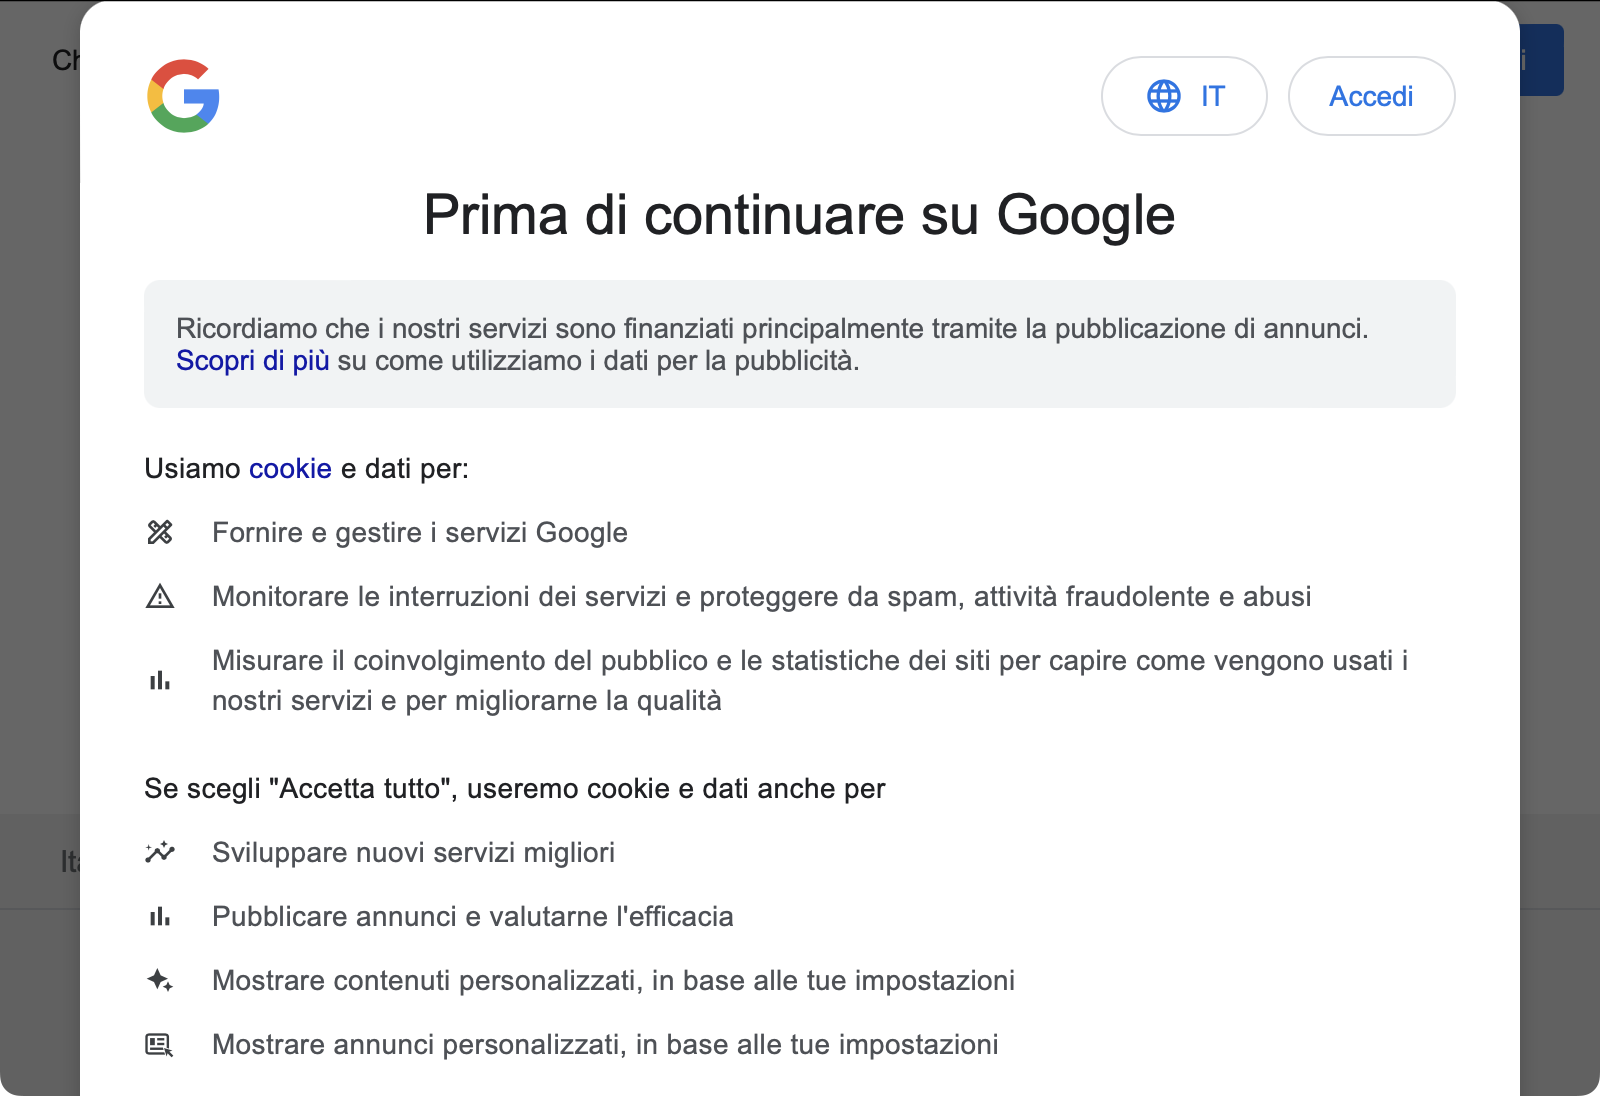 IT
Accedi
Prima di continuare su Google
Ricordiamo che i nostri servizi sono finanziati principalmente tramite la pubblicazione di annunci.
Scopri di più su come utilizziamo i dati per la pubblicità.
Usiamo cookie e dati per:
Fornire e gestire i servizi Google
Monitorare le interruzioni dei servizi e proteggere da spam, attività fraudolente e abusi
Misurare il coinvolgimento del pubblico e le statistiche dei siti per capire come vengono usati i
nostri servizi e per migliorarne la qualità
Se scegli "Accetta tutto", useremo cookie e dati anche per
Sviluppare nuovi servizi migliori
Pubblicare annunci e valutarne l'efficacia
Mostrare contenuti personalizzati, in base alle tue impostazioni
Mostrare annunci personalizzati, in base alle tue impostazioni